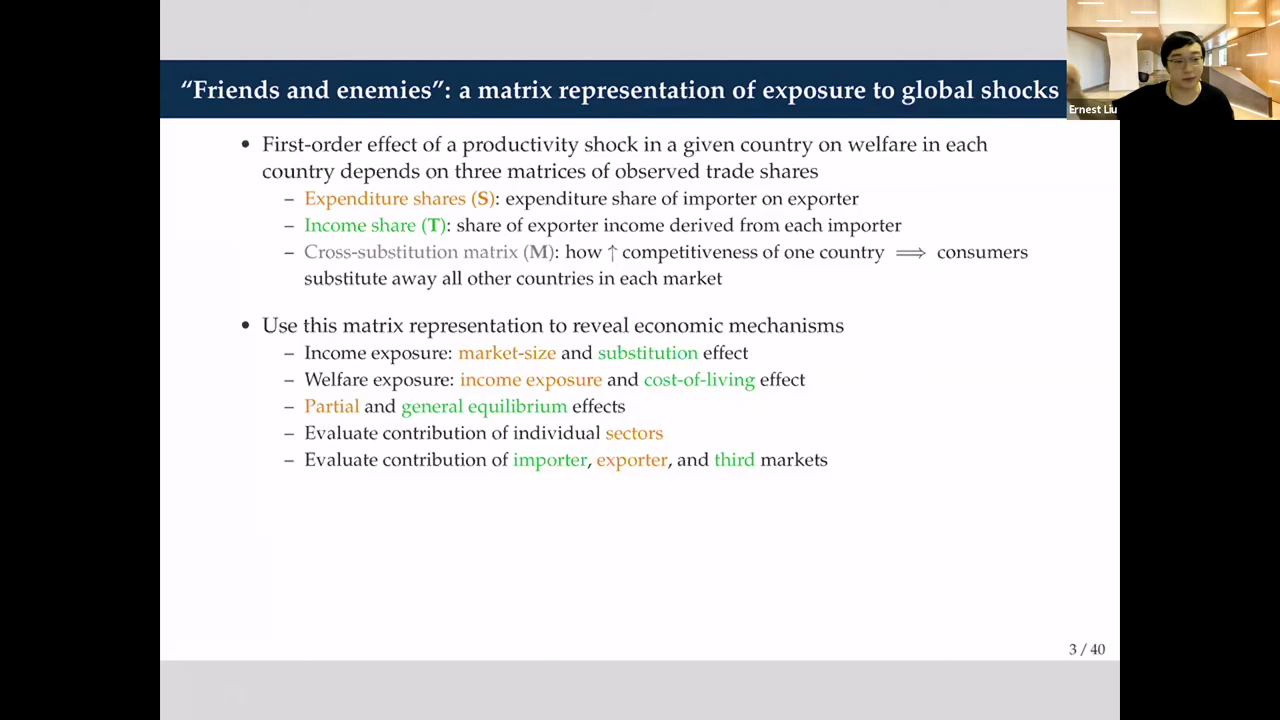 “Friends and enemies”: a matrix representation of exposure to global shocks
Ernest Liu
• First-order effect of a productivity shock in a given country on welfare in each
country depends on three matrices of observed trade shares
– Expenditure shares (S): expenditure share of importer on exporter
– Income share (T): share of exporter income derived from each importer
– Cross-substitution matrix (M): how ↑ competitiveness of one country ⟹ consumers
substitute away all other countries in each market
• Use this matrix representation to reveal economic mechanisms
– Income exposure: market-size and substitution effect
– Welfare exposure: income exposure and cost-of-living effect
– Partial and general equilibrium effects
– Evaluate contribution of individual sectors
– Evaluate contribution of importer, exporter, and third markets
3 / 40